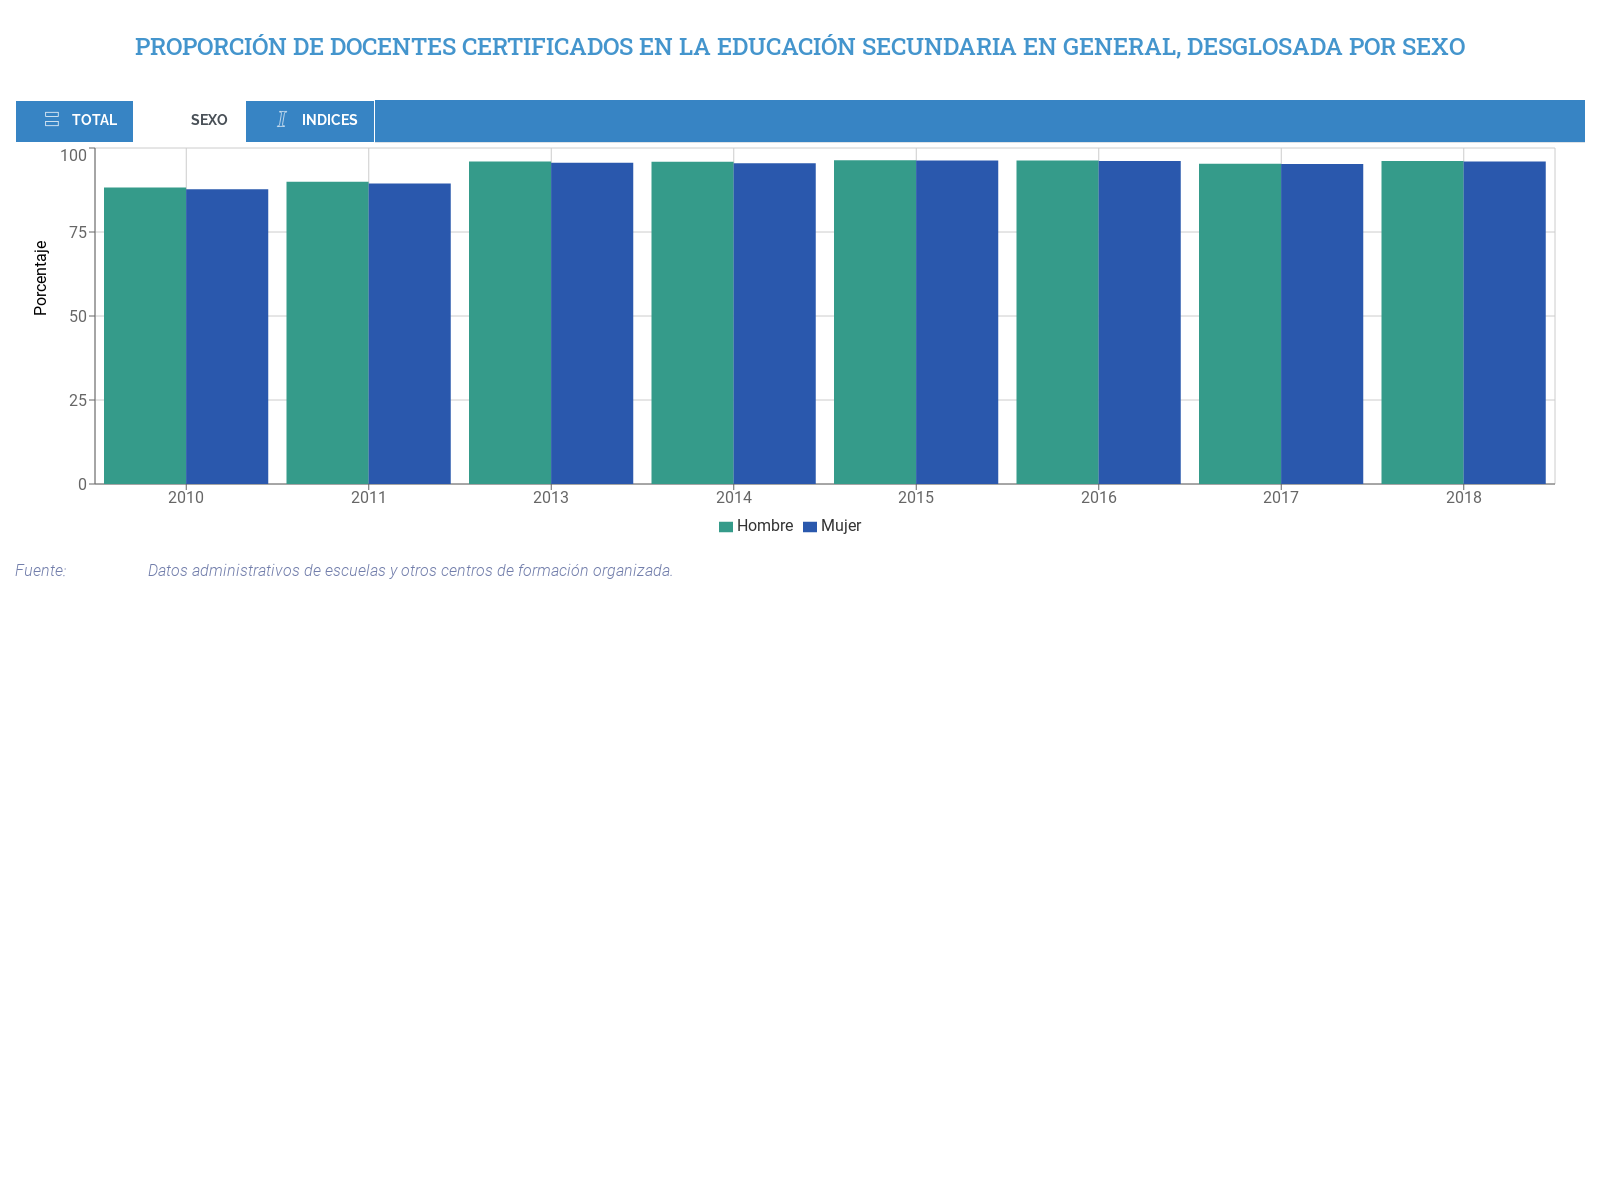 PROPORCIÓN DE DOCENTES CERTIFICADOS EN LA EDUCACIÓN SECUNDARIA EN GENERAL, DESGLOSADA POR SEXO
TOTAL SEXO INDICES
100
75
50
25
0
Porcentaje
2010 2011 2013 2014 2015 2016 2017 2018
Hombre Mujer
Fuente: Datos administrativos de escuelas y otros centros de formación organizada.